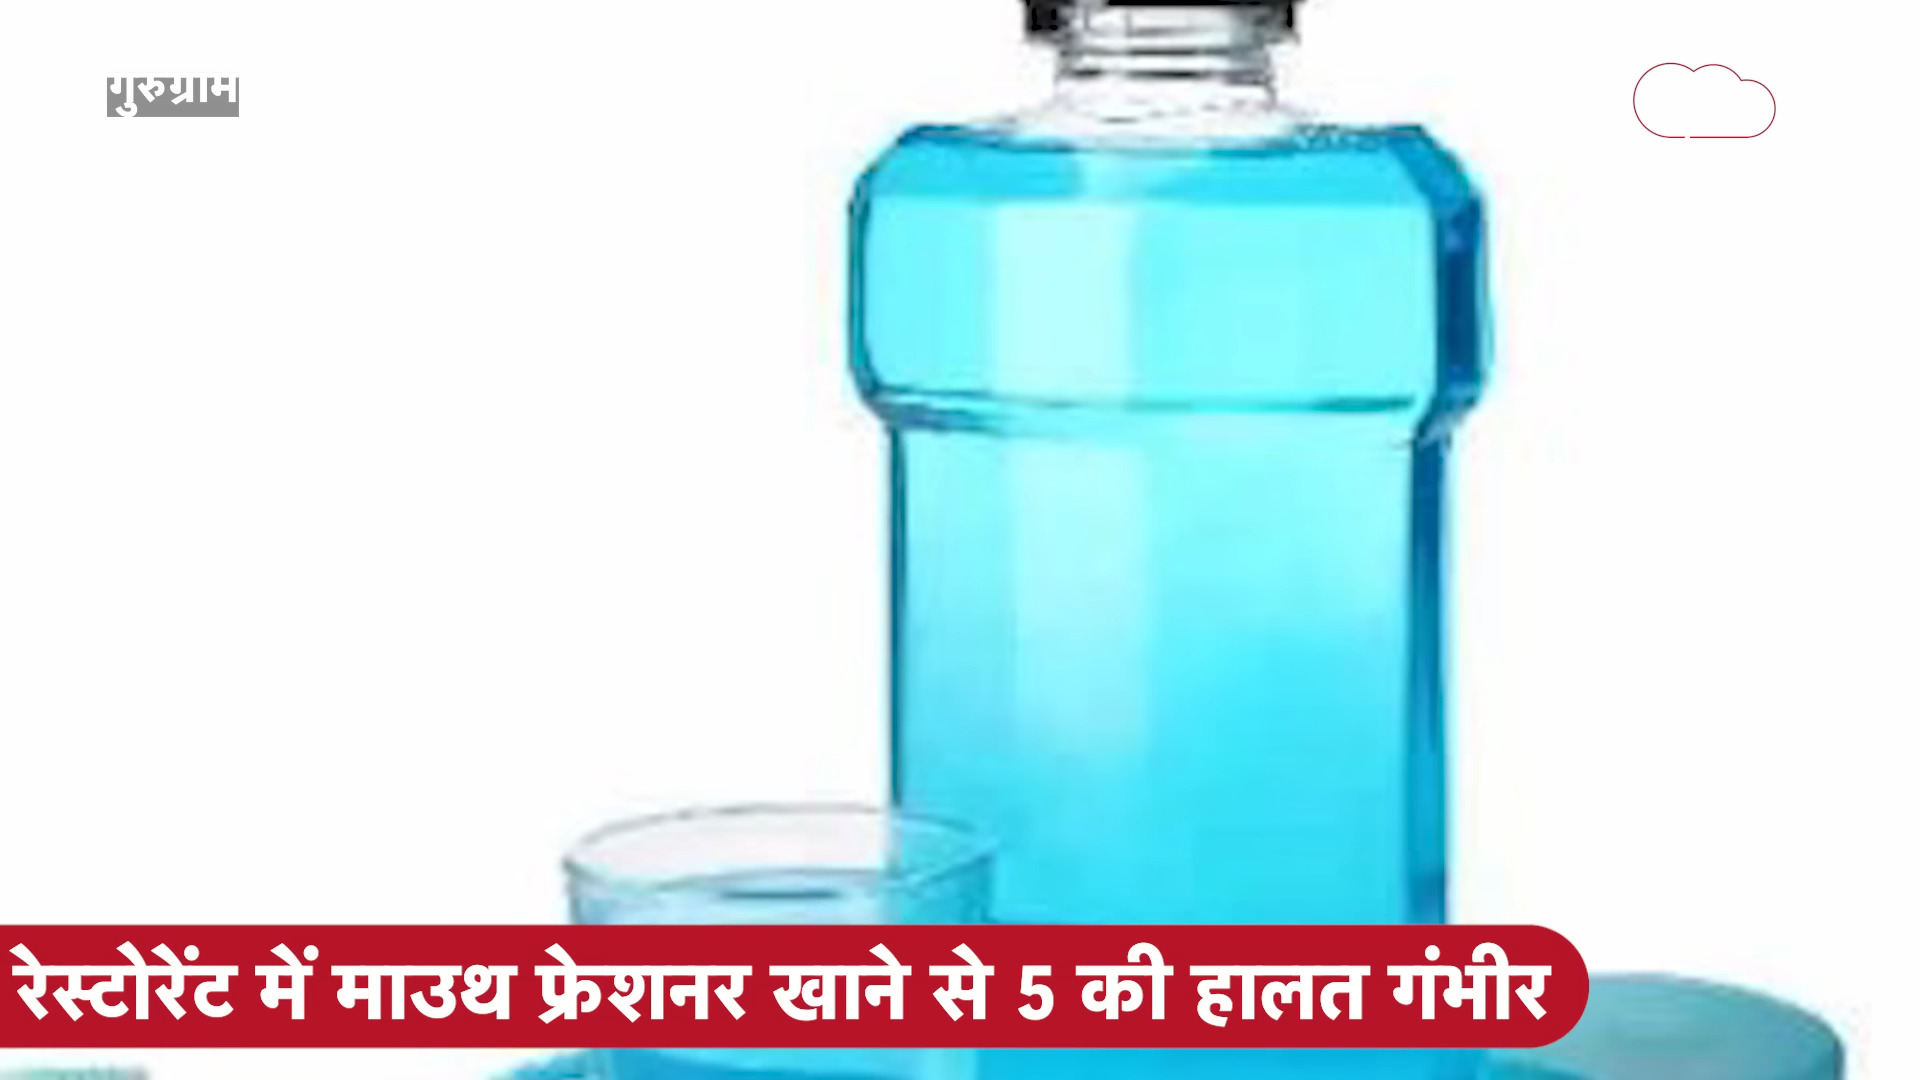 गुरुग्राम
रेस्टोरेंट में माउथ फ्रेशनर खाने से 5 की हालत गंभीर